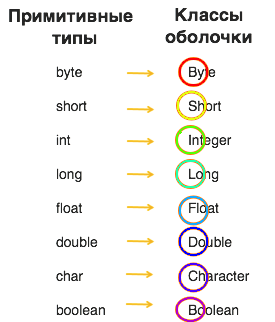 Примитивные типы
Классы оболочки
byte Byte
short Short
int Integer
long Long
float Float
double Double
char Character
boolean Boolean